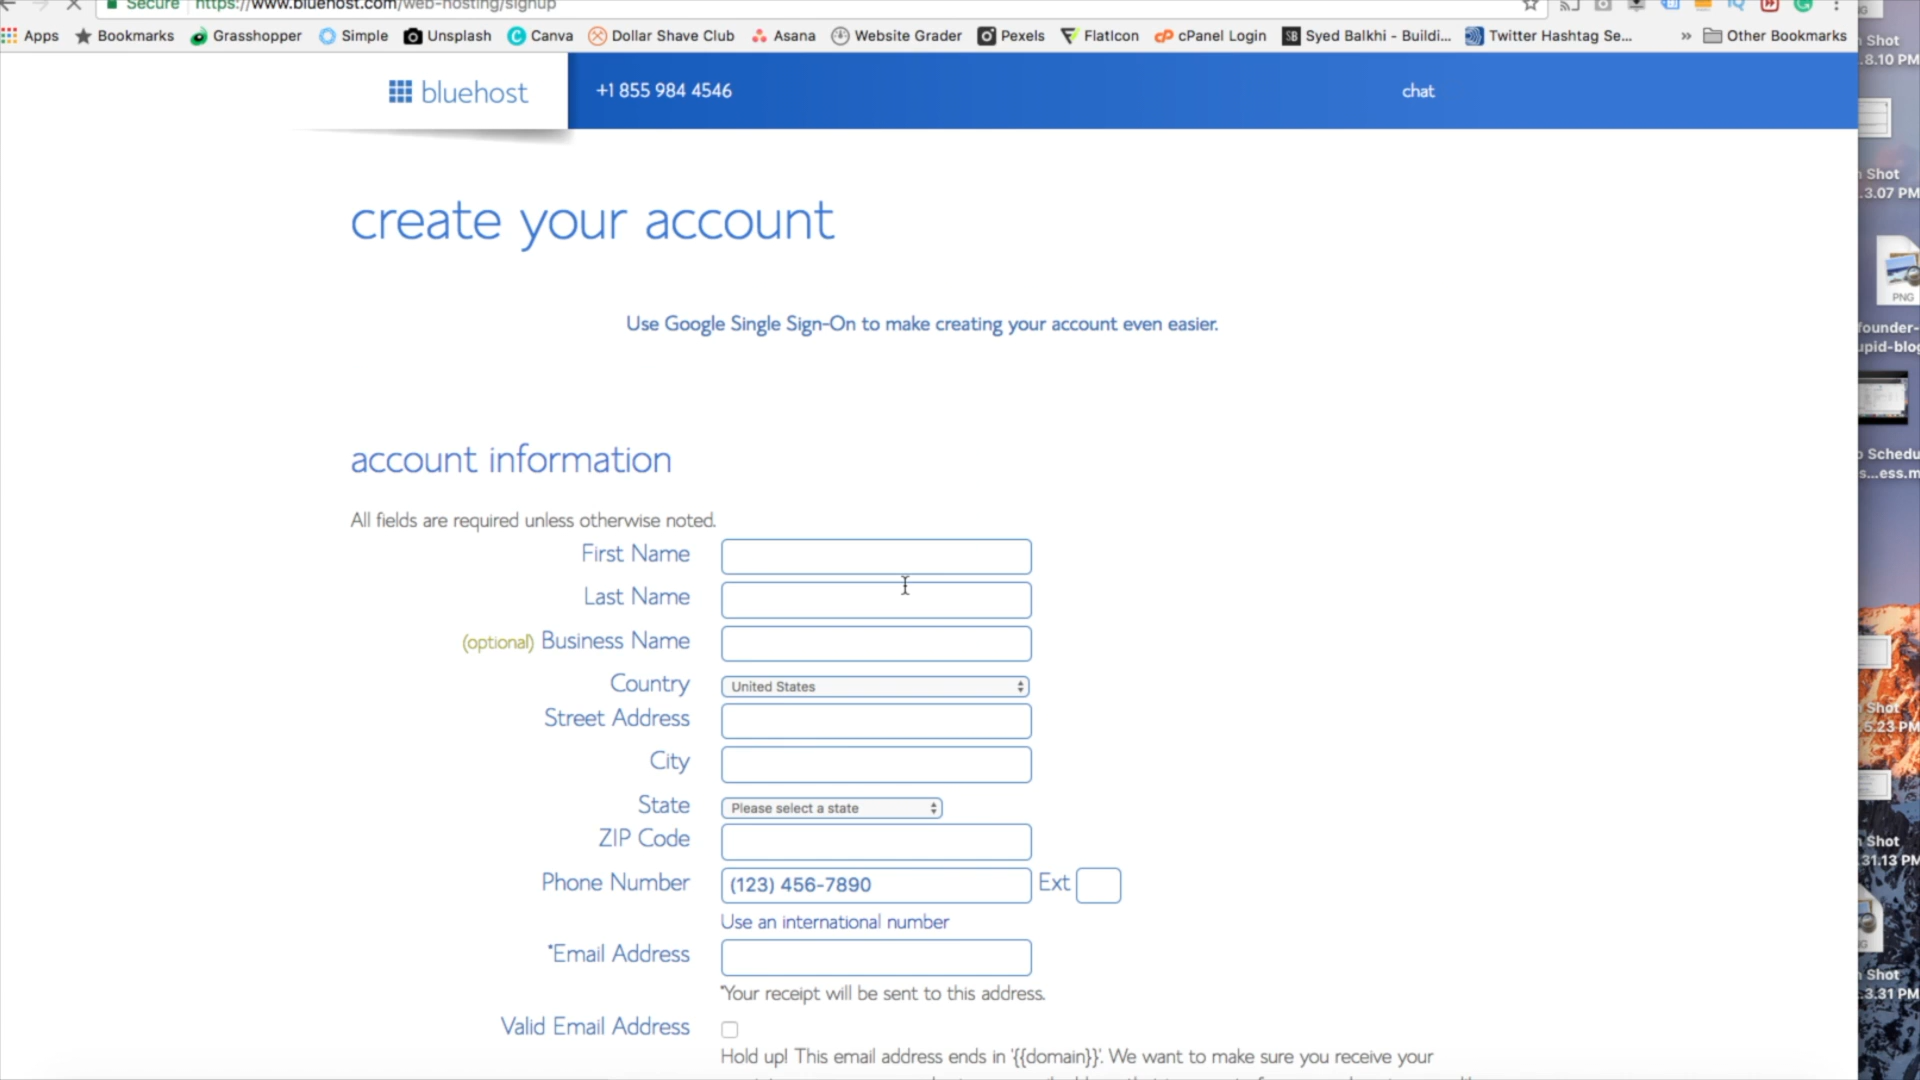 Secure https://www.bluehost.com/web-hosting/signup
Apps Bookmarks Grasshopper Simple Unsplash Canva Dollar Shave Club Asana Website Grader Pexels FlatIcon cPanel Login Syed Balkhi - Buildi... Twitter Hashtag Se... » Other Bookmarks
bluehost +1 855 984 4546 chat
create your account
Use Google Single Sign-On to make creating your account even easier.
account information
All fields are required unless otherwise noted.
First Name
Last Name
(optional) Business Name
Country United States
Street Address
City
State Please select a state
ZIP Code
Phone Number (123) 456-7890 Ext
Use an international number
*Email Address
*Your receipt will be sent to this address.
Valid Email Address
Hold up! This email address ends in '{{domain}}'. We want to make sure you receive your
Shot
8.10 PM
Shot
3.07 PM
PNG
founder-
upid-blog
Schedu
s...ess.m
Shot
5.23 PM
Shot
31.13 PM
Shot
3.31 PM